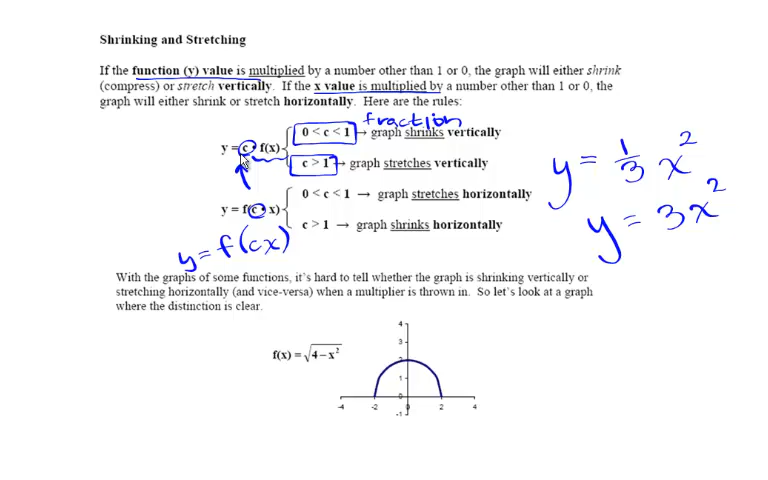 Shrinking and Stretching
If the function (y) value is multiplied by a number other than 1 or 0, the graph will either shrink
(compress) or stretch vertically. If the x value is multiplied by a number other than 1 or 0, the
graph will either shrink or stretch horizontally. Here are the rules:
fraction
0 < c < 1 → graph shrinks vertically
y = c • f(x)
c > 1 → graph stretches vertically
y = 1/3 x²
0 < c < 1 → graph stretches horizontally
y = f(c • x)
y = 3x²
c > 1 → graph shrinks horizontally
y = f(cx)
With the graphs of some functions, it's hard to tell whether the graph is shrinking vertically or
stretching horizontally (and vice-versa) when a multiplier is thrown in. So let's look at a graph
where the distinction is clear.
f(x) = √4 − x²
4
3
2
1
-4 -2 0 2 4
-1